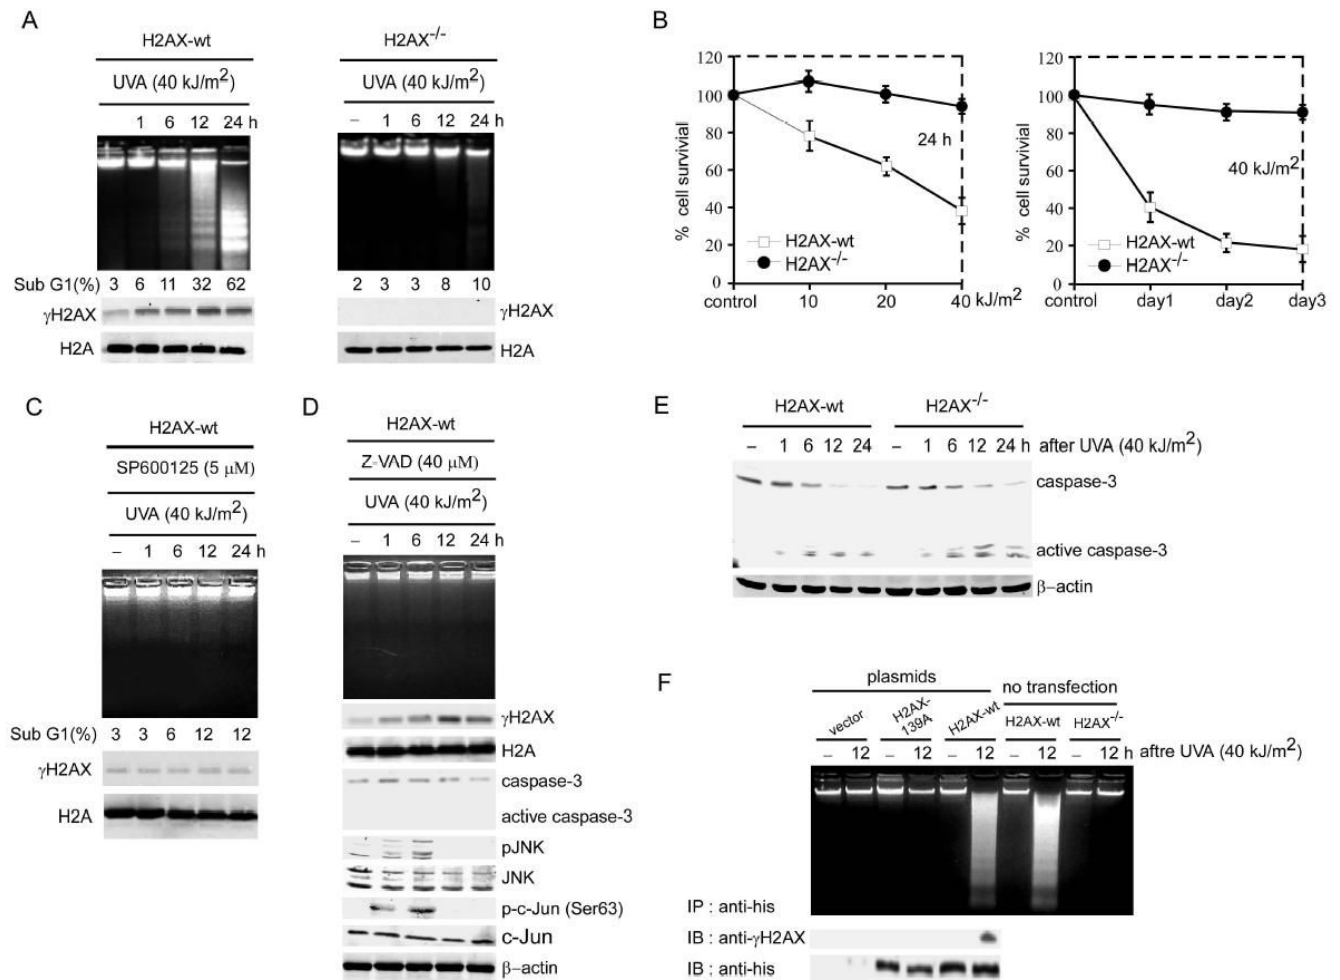 A
H2AX-wt
UVA (40 kJ/m2)
1 6 12 24 h
Sub G1(%) 3 6 11 32 62
γH2AX
H2A
H2AX-/-
UVA (40 kJ/m2)
– 1 6 12 24 h
2 3 3 8 10
γH2AX
H2A
B
120
100
80
60
40
20
0
% cell survivial
24 h
H2AX-wt
H2AX-/-
control 10 20 40 kJ/m2
120
100
80
60
40
20
0
% cell survivial
40 kJ/m2
H2AX-wt
H2AX-/-
control day1 day2 day3
C
H2AX-wt
SP600125 (5 μM)
UVA (40 kJ/m2)
– 1 6 12 24 h
Sub G1(%) 3 3 6 12 12
γH2AX
H2A
D
H2AX-wt
Z-VAD (40 μM)
UVA (40 kJ/m2)
– 1 6 12 24 h
γH2AX
H2A
caspase-3
active caspase-3
pJNK
JNK
p-c-Jun (Ser63)
c-Jun
β-actin
E
H2AX-wt H2AX-/-
– 1 6 12 24 – 1 6 12 24 h after UVA (40 kJ/m2)
caspase-3
active caspase-3
β-actin
F
plasmids
no transfection
vector H2AX-139A H2AX-wt H2AX-wt H2AX-/-
– 12 – 12 – 12 – 12 – 12 h aftre UVA (40 kJ/m2)
IP : anti-his
IB : anti-γH2AX
IB : anti-his